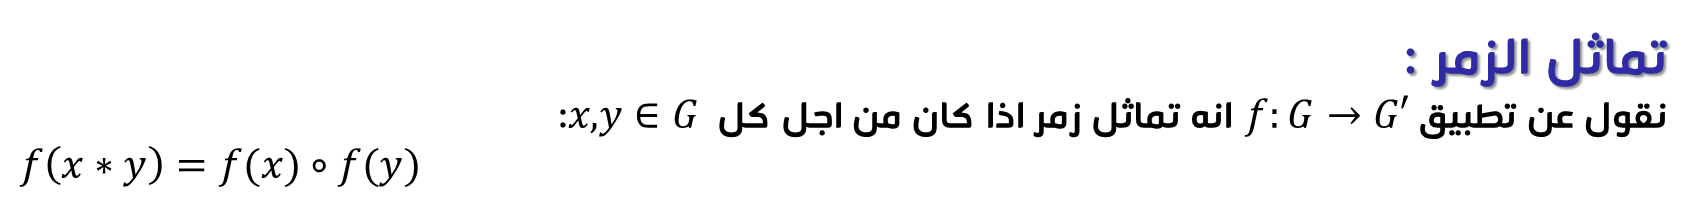 تماثل الزمر :
نقول عن تطبيق f: G → G′ انه تماثل زمر اذا كان من اجل كل x,y ∈ G:
f(x ∗ y) = f(x) ∘ f(y)